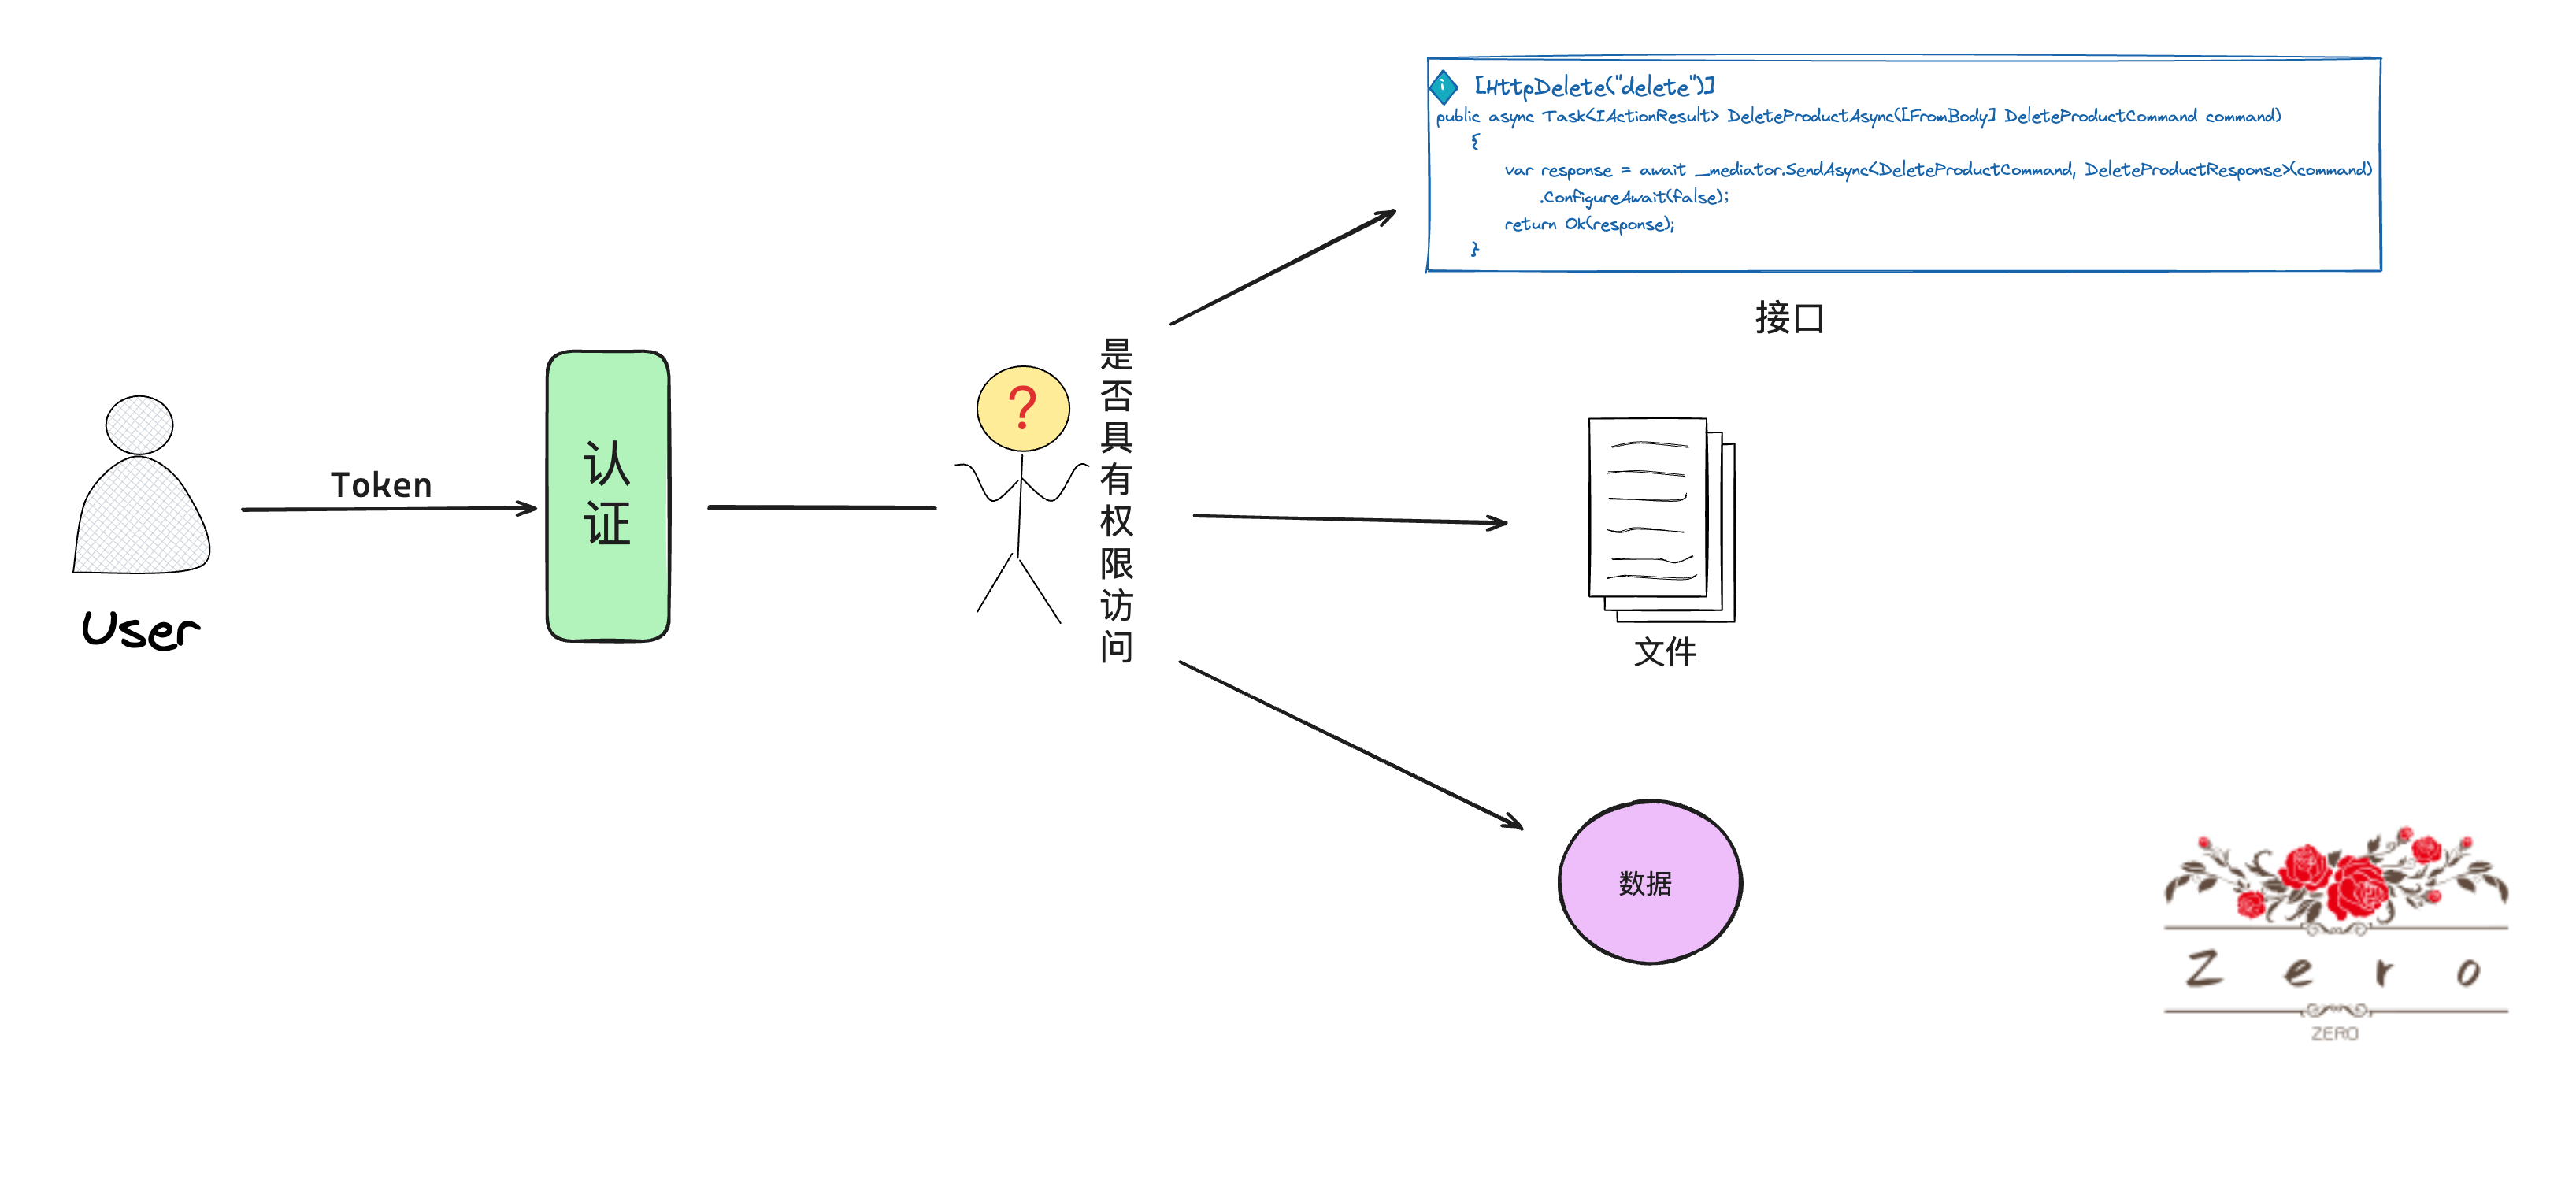 User
Token
认
证
?
是
否
具
有
权
限
访
问
[HttpDelete("delete")]
public async Task<IActionResult> DeleteProductAsync([FromBody] DeleteProductCommand command)
{
var response = await _mediator.SendAsync<DeleteProductCommand, DeleteProductResponse>(command)
.ConfigureAwait(false);
return Ok(response);
}
接口
文件
数据
Zero
ZERO